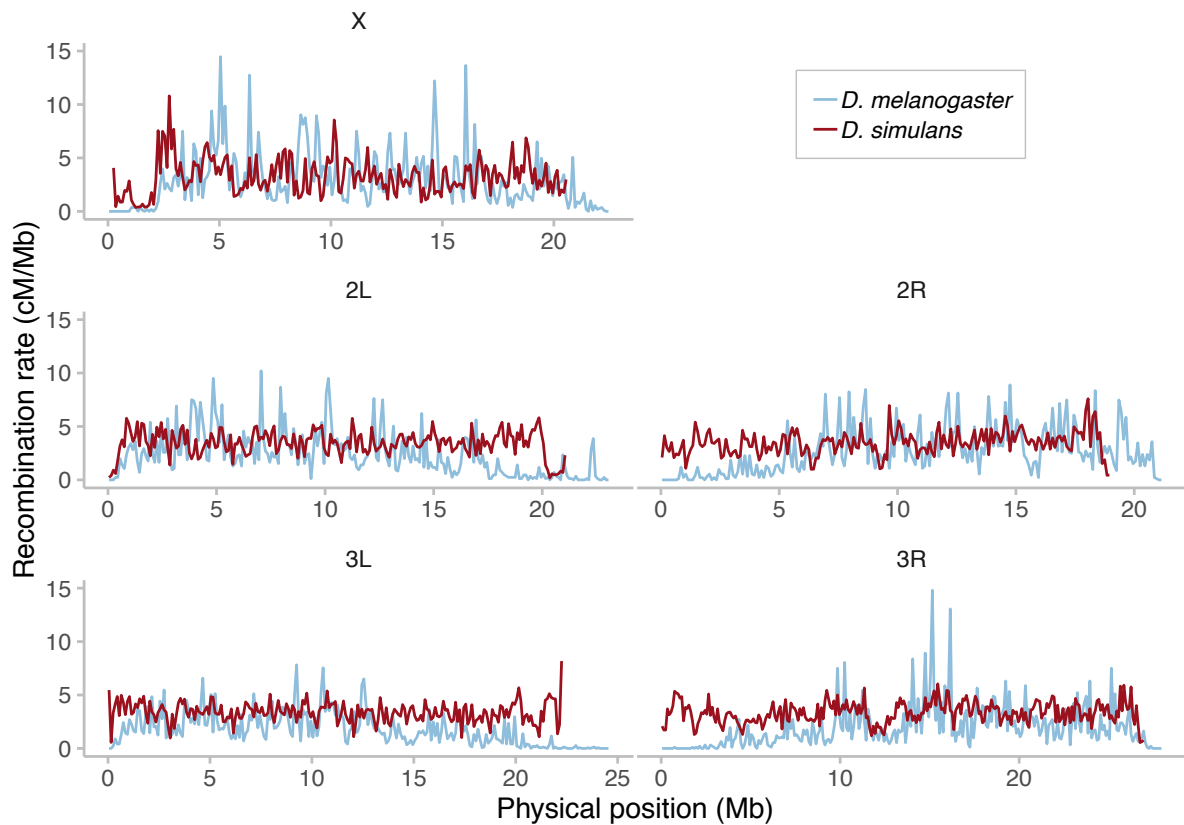 X
15
10
5
0
0 5 10 15 20
D. melanogaster
D. simulans
Recombination rate (cM/Mb)
2L
15
10
5
0
0 5 10 15 20
2R
0 5 10 15 20
3L
15
10
5
0
0 5 10 15 20 25
3R
0 10 20
Physical position (Mb)